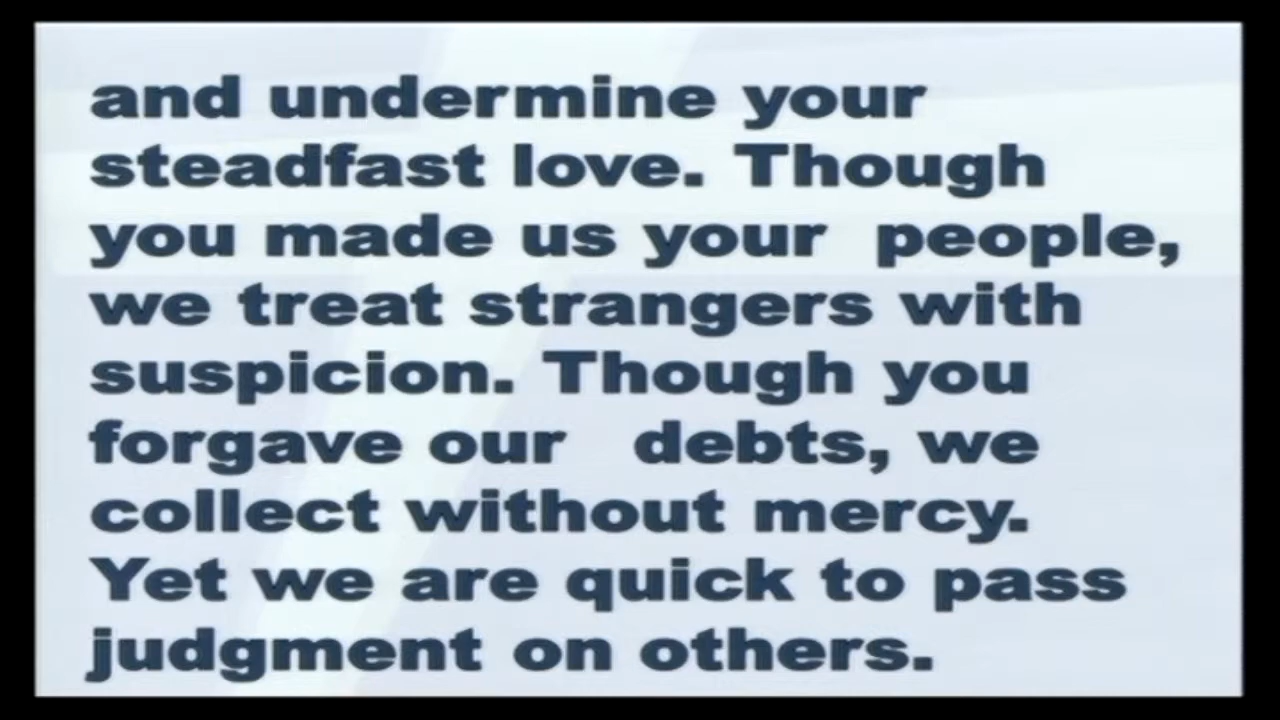 and undermine your
steadfast love. Though
you made us your  people,
we treat strangers with
suspicion. Though you
forgave our   debts, we
collect without mercy.
Yet we are quick to pass
judgment on others.